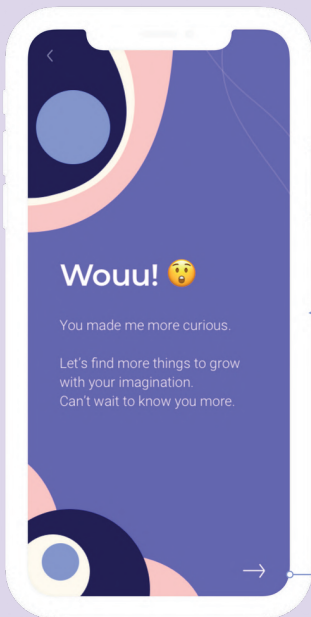 Wouu! 😲
You made me more curious.
Let's find more things to grow
with your imagination.
Can't wait to know you more.